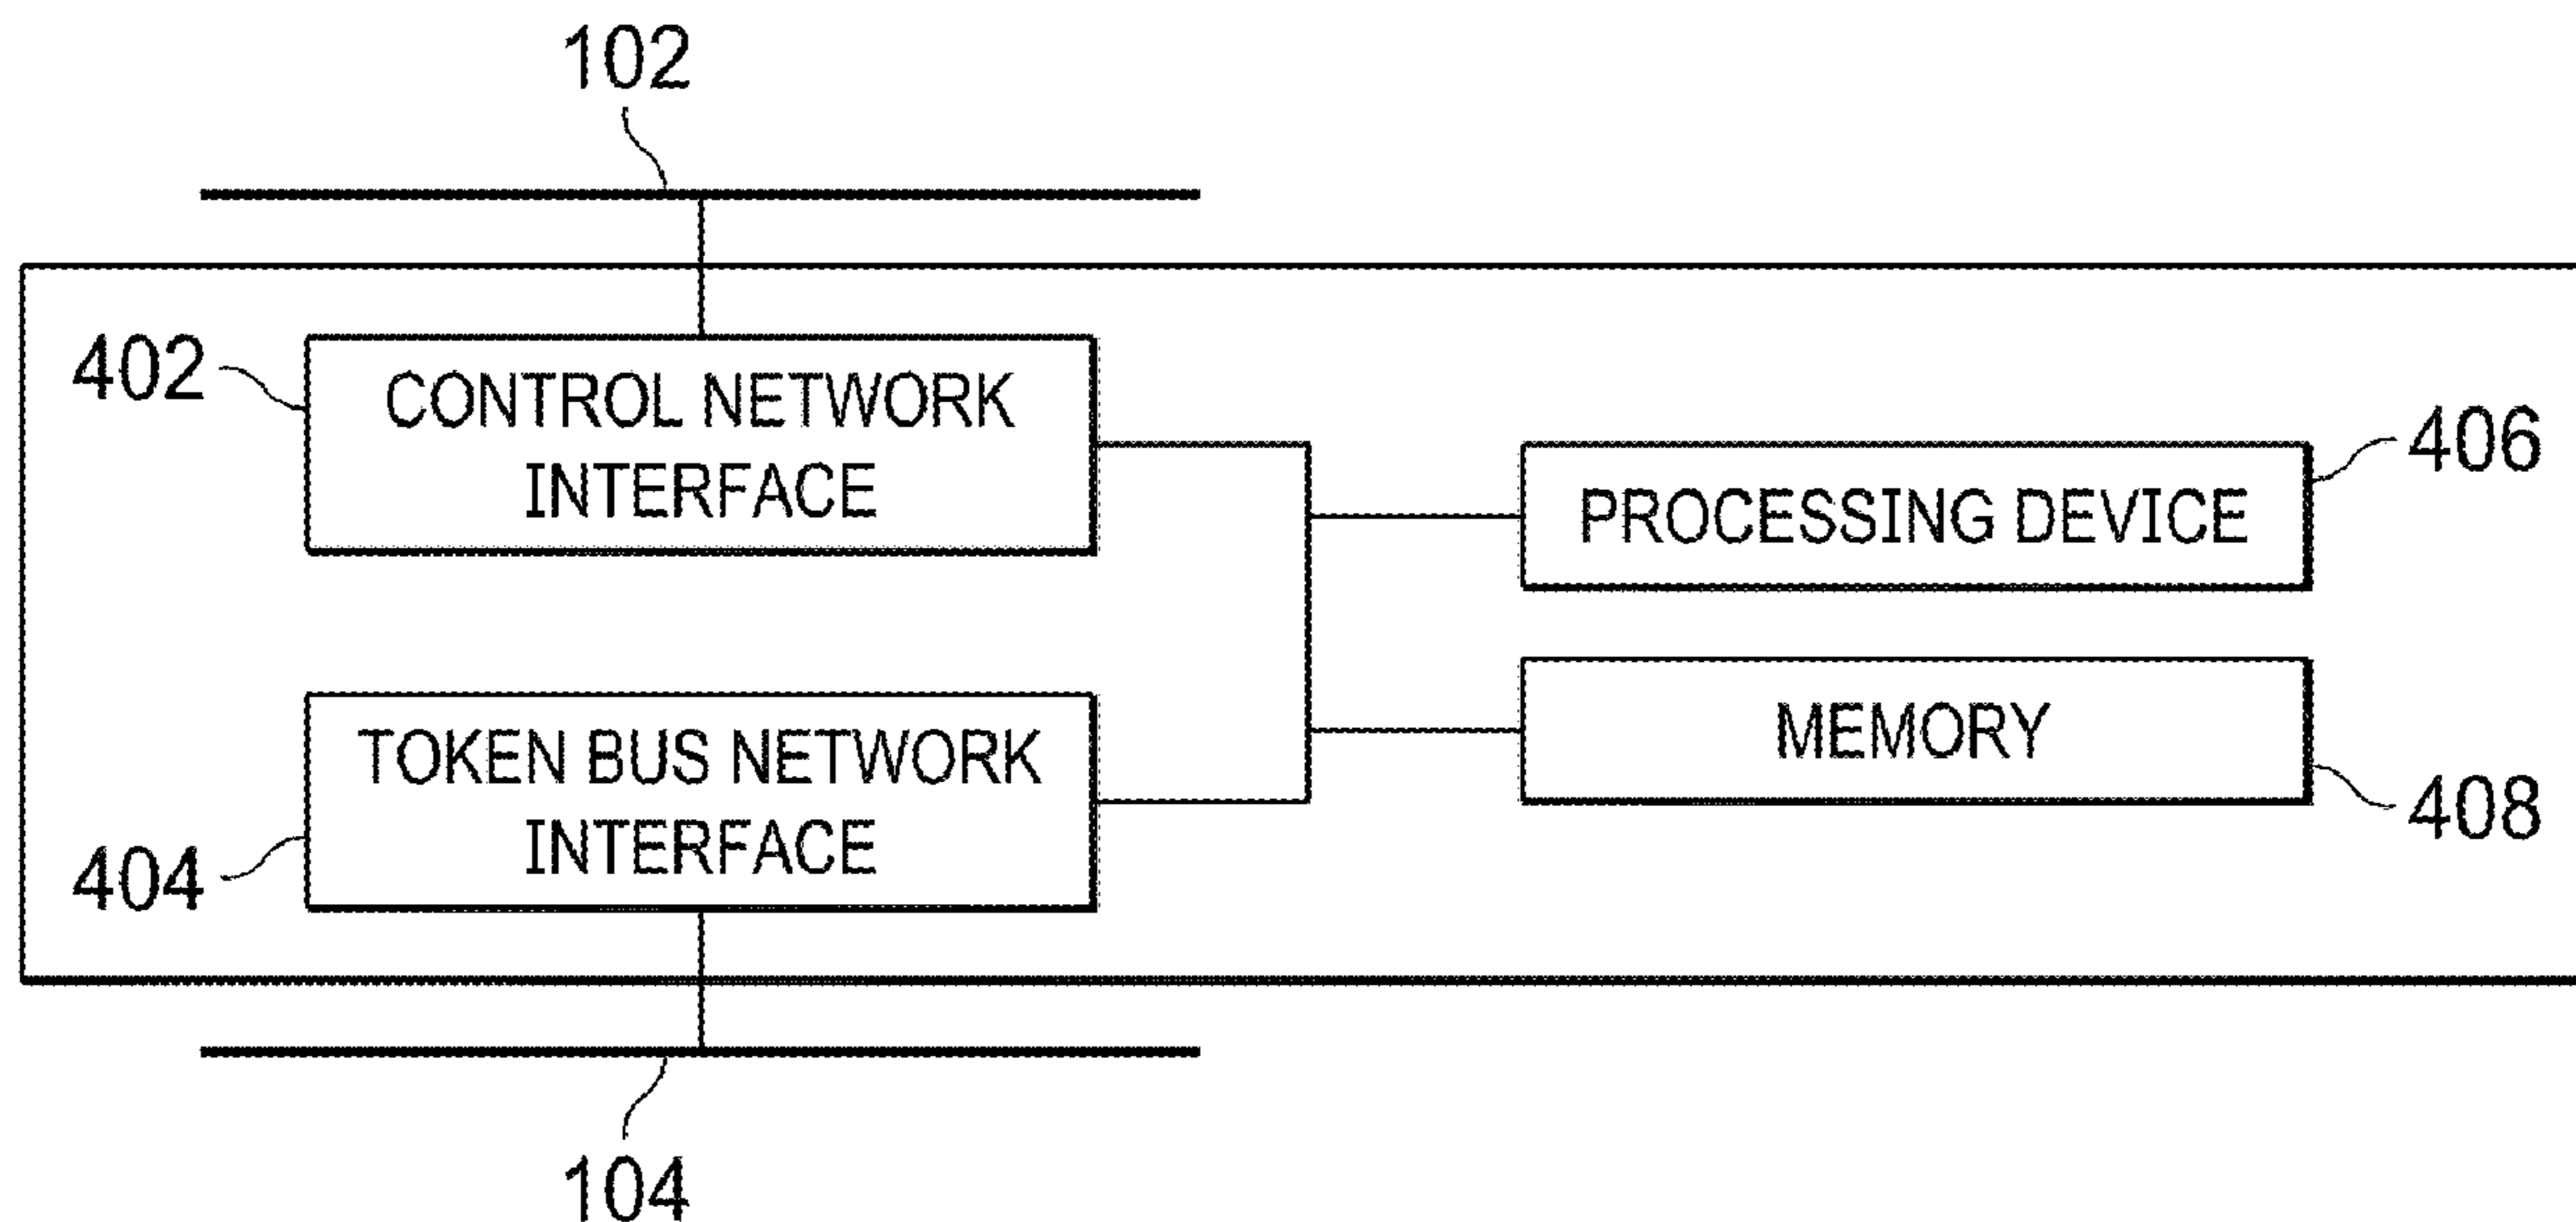 102
402
CONTROL NETWORK
INTERFACE
406
PROCESSING DEVICE
TOKEN BUS NETWORK
INTERFACE
MEMORY
404
408
104